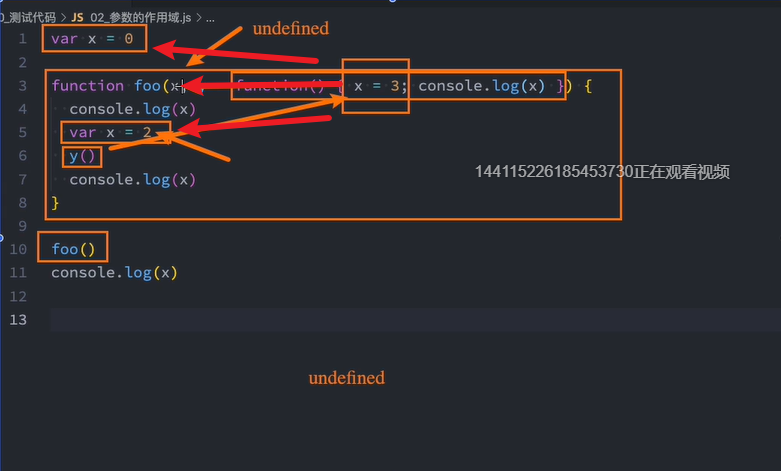 0_测试代码 > JS 02_参数的作用域.js > ...
undefined
1 var x = 0
2
3 function foo(x function() { x = 3; console.log(x) }) {
4 console.log(x)
5 var x = 2
6 y()
7 console.log(x)
8 }
9
10 foo()
11 console.log(x)
12
13
144115226185453730正在观看视频
undefined